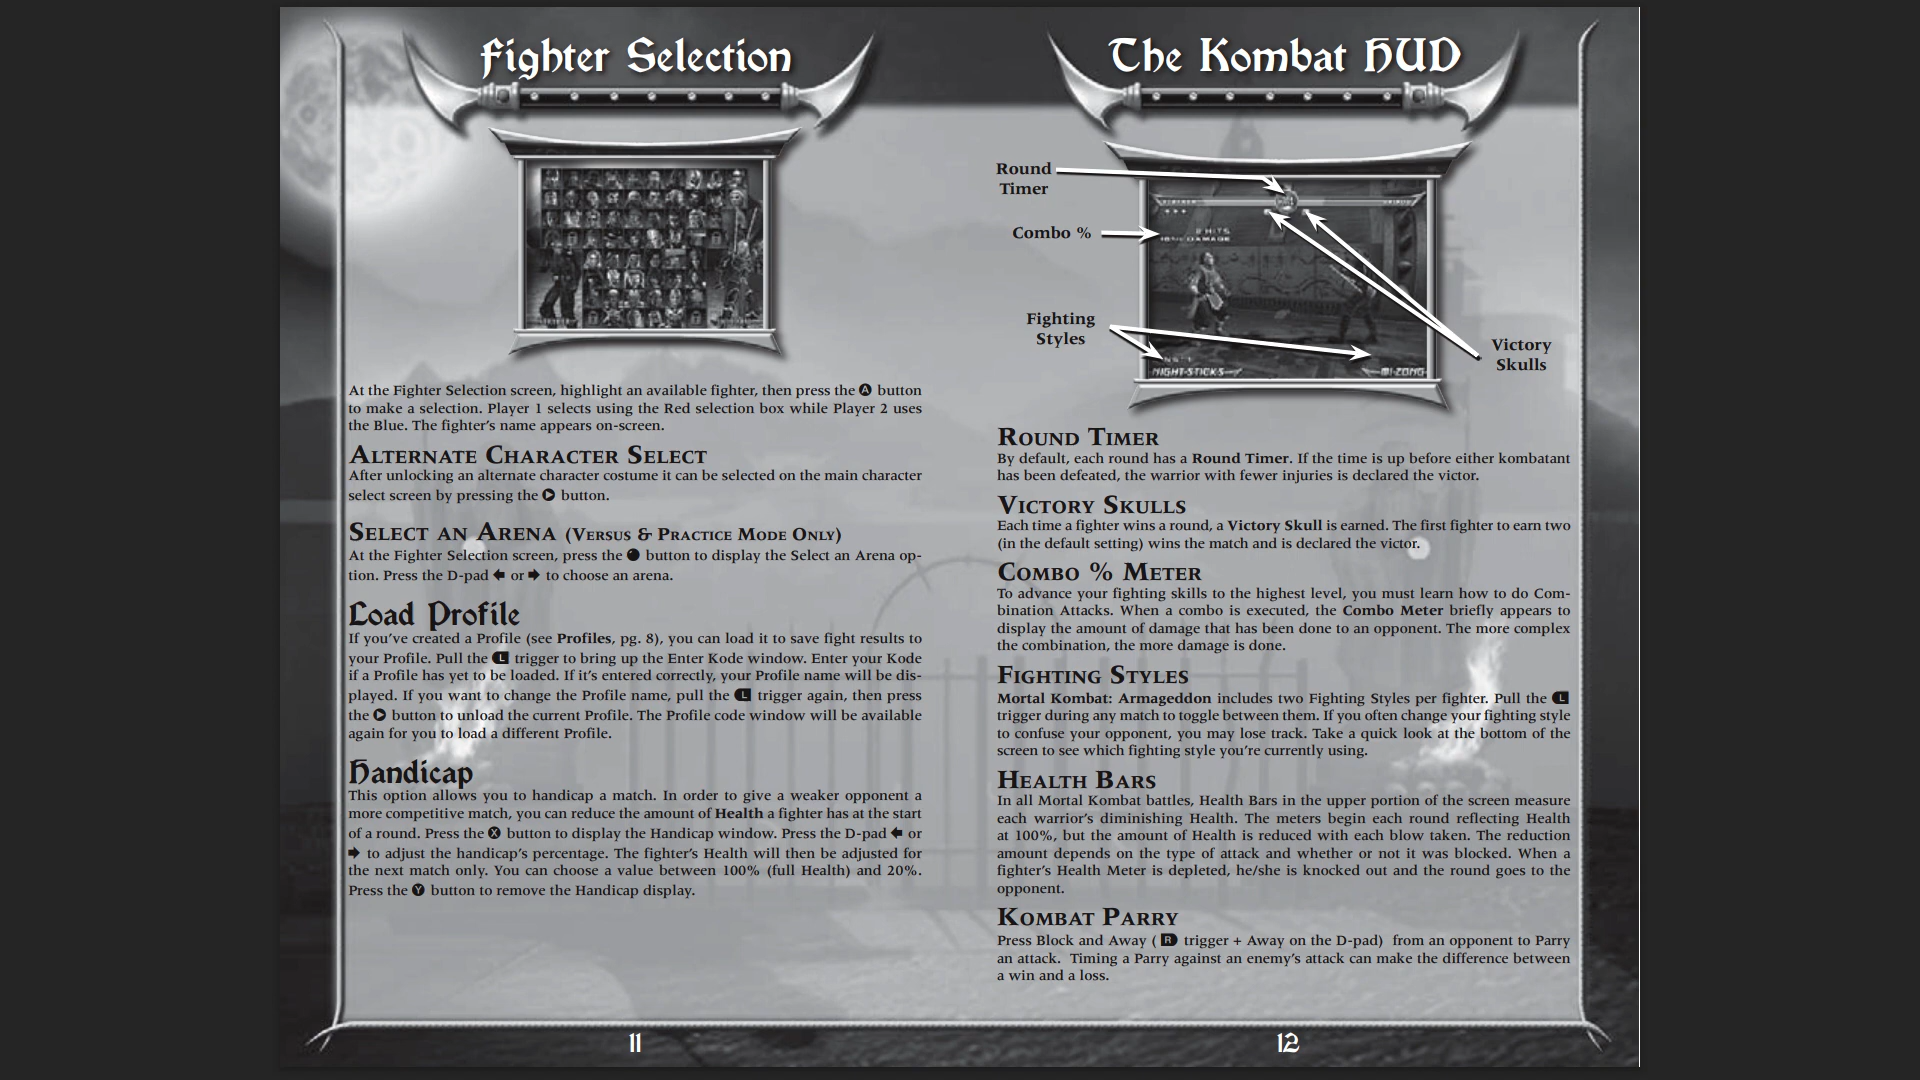 Fighter Selection
At the Fighter Selection screen, highlight an available fighter, then press the A button
to make a selection. Player 1 selects using the Red selection box while Player 2 uses
the Blue. The fighter's name appears on-screen.
Alternate Character Select
After unlocking an alternate character costume it can be selected on the main character
select screen by pressing the button.
Select an Arena (Versus & Practice Mode Only)
At the Fighter Selection screen, press the button to display the Select an Arena op-
tion. Press the D-pad ← or → to choose an arena.
Load Profile
If you've created a Profile (see Profiles, pg. 8), you can load it to save fight results to
your Profile. Pull the L trigger to bring up the Enter Kode window. Enter your Kode
if a Profile has yet to be loaded. If it's entered correctly, your Profile name will be dis-
played. If you want to change the Profile name, pull the L trigger again, then press
the button to unload the current Profile. The Profile code window will be available
again for you to load a different Profile.
Handicap
This option allows you to handicap a match. In order to give a weaker opponent a
more competitive match, you can reduce the amount of Health a fighter has at the start
of a round. Press the X button to display the Handicap window. Press the D-pad ← or
→ to adjust the handicap's percentage. The fighter's Health will then be adjusted for
the next match only. You can choose a value between 100% (full Health) and 20%.
Press the Y button to remove the Handicap display.
11
The Kombat HUD
Round
Timer
Combo %
Fighting
Styles
Victory
Skulls
2 HITS
DAMAGE
NIGHT-STICKS
MI-ZONG
Round Timer
By default, each round has a Round Timer. If the time is up before either kombatant
has been defeated, the warrior with fewer injuries is declared the victor.
Victory Skulls
Each time a fighter wins a round, a Victory Skull is earned. The first fighter to earn two
(in the default setting) wins the match and is declared the victor.
Combo % Meter
To advance your fighting skills to the highest level, you must learn how to do Com-
bination Attacks. When a combo is executed, the Combo Meter briefly appears to
display the amount of damage that has been done to an opponent. The more complex
the combination, the more damage is done.
Fighting Styles
Mortal Kombat: Armageddon includes two Fighting Styles per fighter. Pull the L
trigger during any match to toggle between them. If you often change your fighting style
to confuse your opponent, you may lose track. Take a quick look at the bottom of the
screen to see which fighting style you're currently using.
Health Bars
In all Mortal Kombat battles, Health Bars in the upper portion of the screen measure
each warrior's diminishing Health. The meters begin each round reflecting Health
at 100%, but the amount of Health is reduced with each blow taken. The reduction
amount depends on the type of attack and whether or not it was blocked. When a
fighter's Health Meter is depleted, he/she is knocked out and the round goes to the
opponent.
Kombat Parry
Press Block and Away ( R trigger + Away on the D-pad) from an opponent to Parry
an attack. Timing a Parry against an enemy's attack can make the difference between
a win and a loss.
12